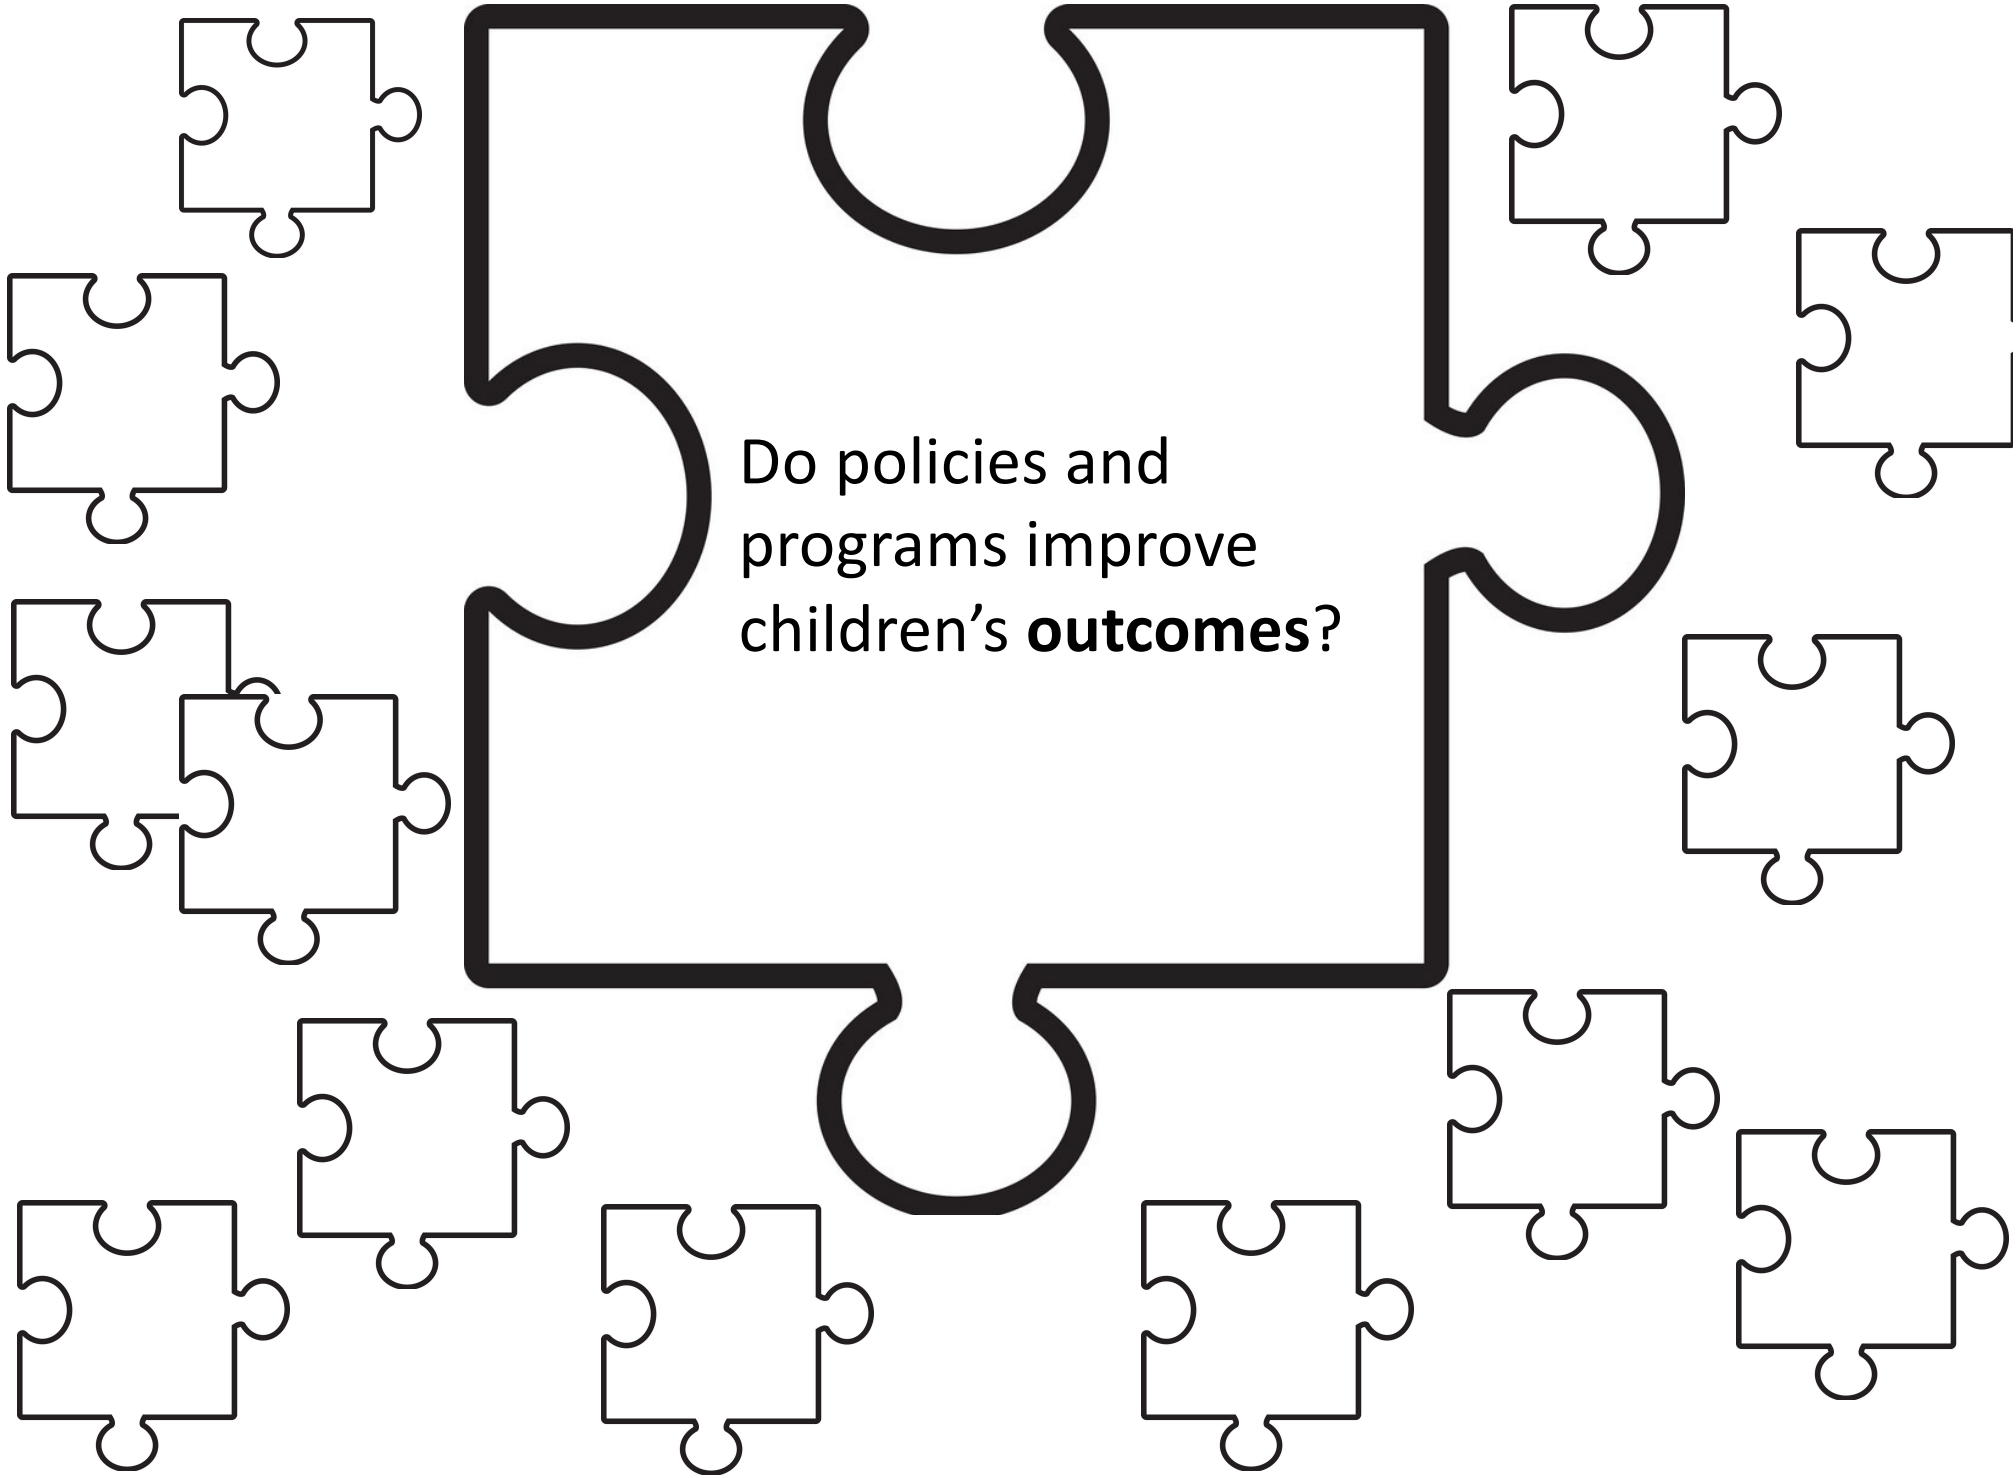 Do policies and
programs improve
children’s outcomes?